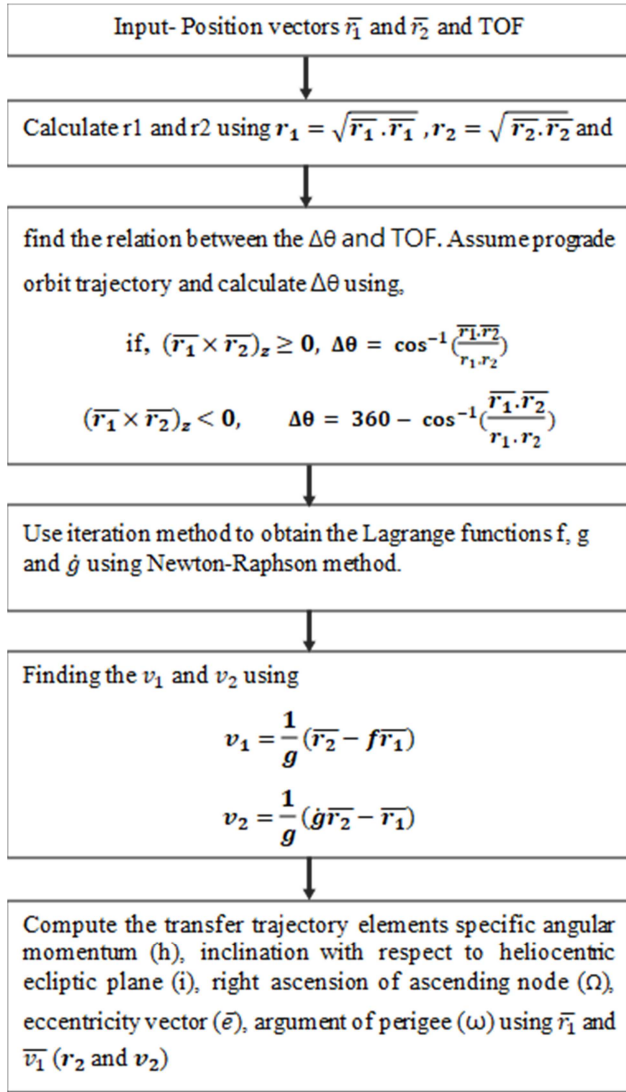 Input- Position vectors r̅₁ and r̅₂ and TOF
Calculate r1 and r2 using r₁ = √(r̅₁ . r̅₁) , r₂ = √(r̅₂ . r̅₂) and
find the relation between the Δθ and TOF. Assume prograde
orbit trajectory and calculate Δθ using,
if, (r̅₁ × r̅₂)z ≥ 0, Δθ = cos⁻¹(r̅₁.r̅₂ / r₁.r₂)
(r̅₁ × r̅₂)z < 0, Δθ = 360 − cos⁻¹(r̅₁.r̅₂ / r₁.r₂)
Use iteration method to obtain the Lagrange functions f, g
and ġ using Newton-Raphson method.
Finding the v₁ and v₂ using
v₁ = 1/g (r̅₂ − fr̅₁)
v₂ = 1/g (ġr̅₂ − r̅₁)
Compute the transfer trajectory elements specific angular
momentum (h), inclination with respect to heliocentric
ecliptic plane (i), right ascension of ascending node (Ω),
eccentricity vector (e̅), argument of perigee (ω) using r̅₁ and
v̅₁ (r₂ and v₂)